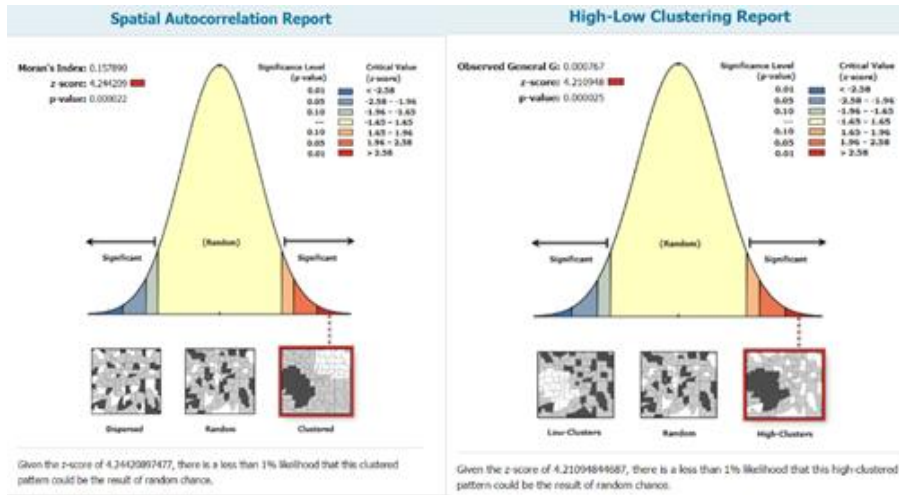 Spatial Autocorrelation Report
Moran's Index: 0.157890
z-score: 4.244209
p-value: 0.000022
Significance Level
(p-value)
Critical Value
(z-score)
0.01 < -2.58
0.05 -2.58 - -1.96
0.10 -1.96 - -1.65
--- -1.65 - 1.65
0.10 1.65 - 1.96
0.05 1.96 - 2.58
0.01 > 2.58
(Random)
Significant
Significant
Dispersed
Random
Clustered
Given the z-score of 4.24420897477, there is a less than 1% likelihood that this clustered
pattern could be the result of random chance.
High-Low Clustering Report
Observed General G: 0.000767
z-score: 4.210948
p-value: 0.000025
Significance Level
(p-value)
Critical Value
(z-score)
0.01 < -2.58
0.05 -2.58 - -1.96
0.10 -1.96 - -1.65
--- -1.65 - 1.65
0.10 1.65 - 1.96
0.05 1.96 - 2.58
0.01 > 2.58
(Random)
Significant
Significant
Low-Clusters
Random
High-Clusters
Given the z-score of 4.21094844687, there is a less than 1% likelihood that this high-clustered
pattern could be the result of random chance.